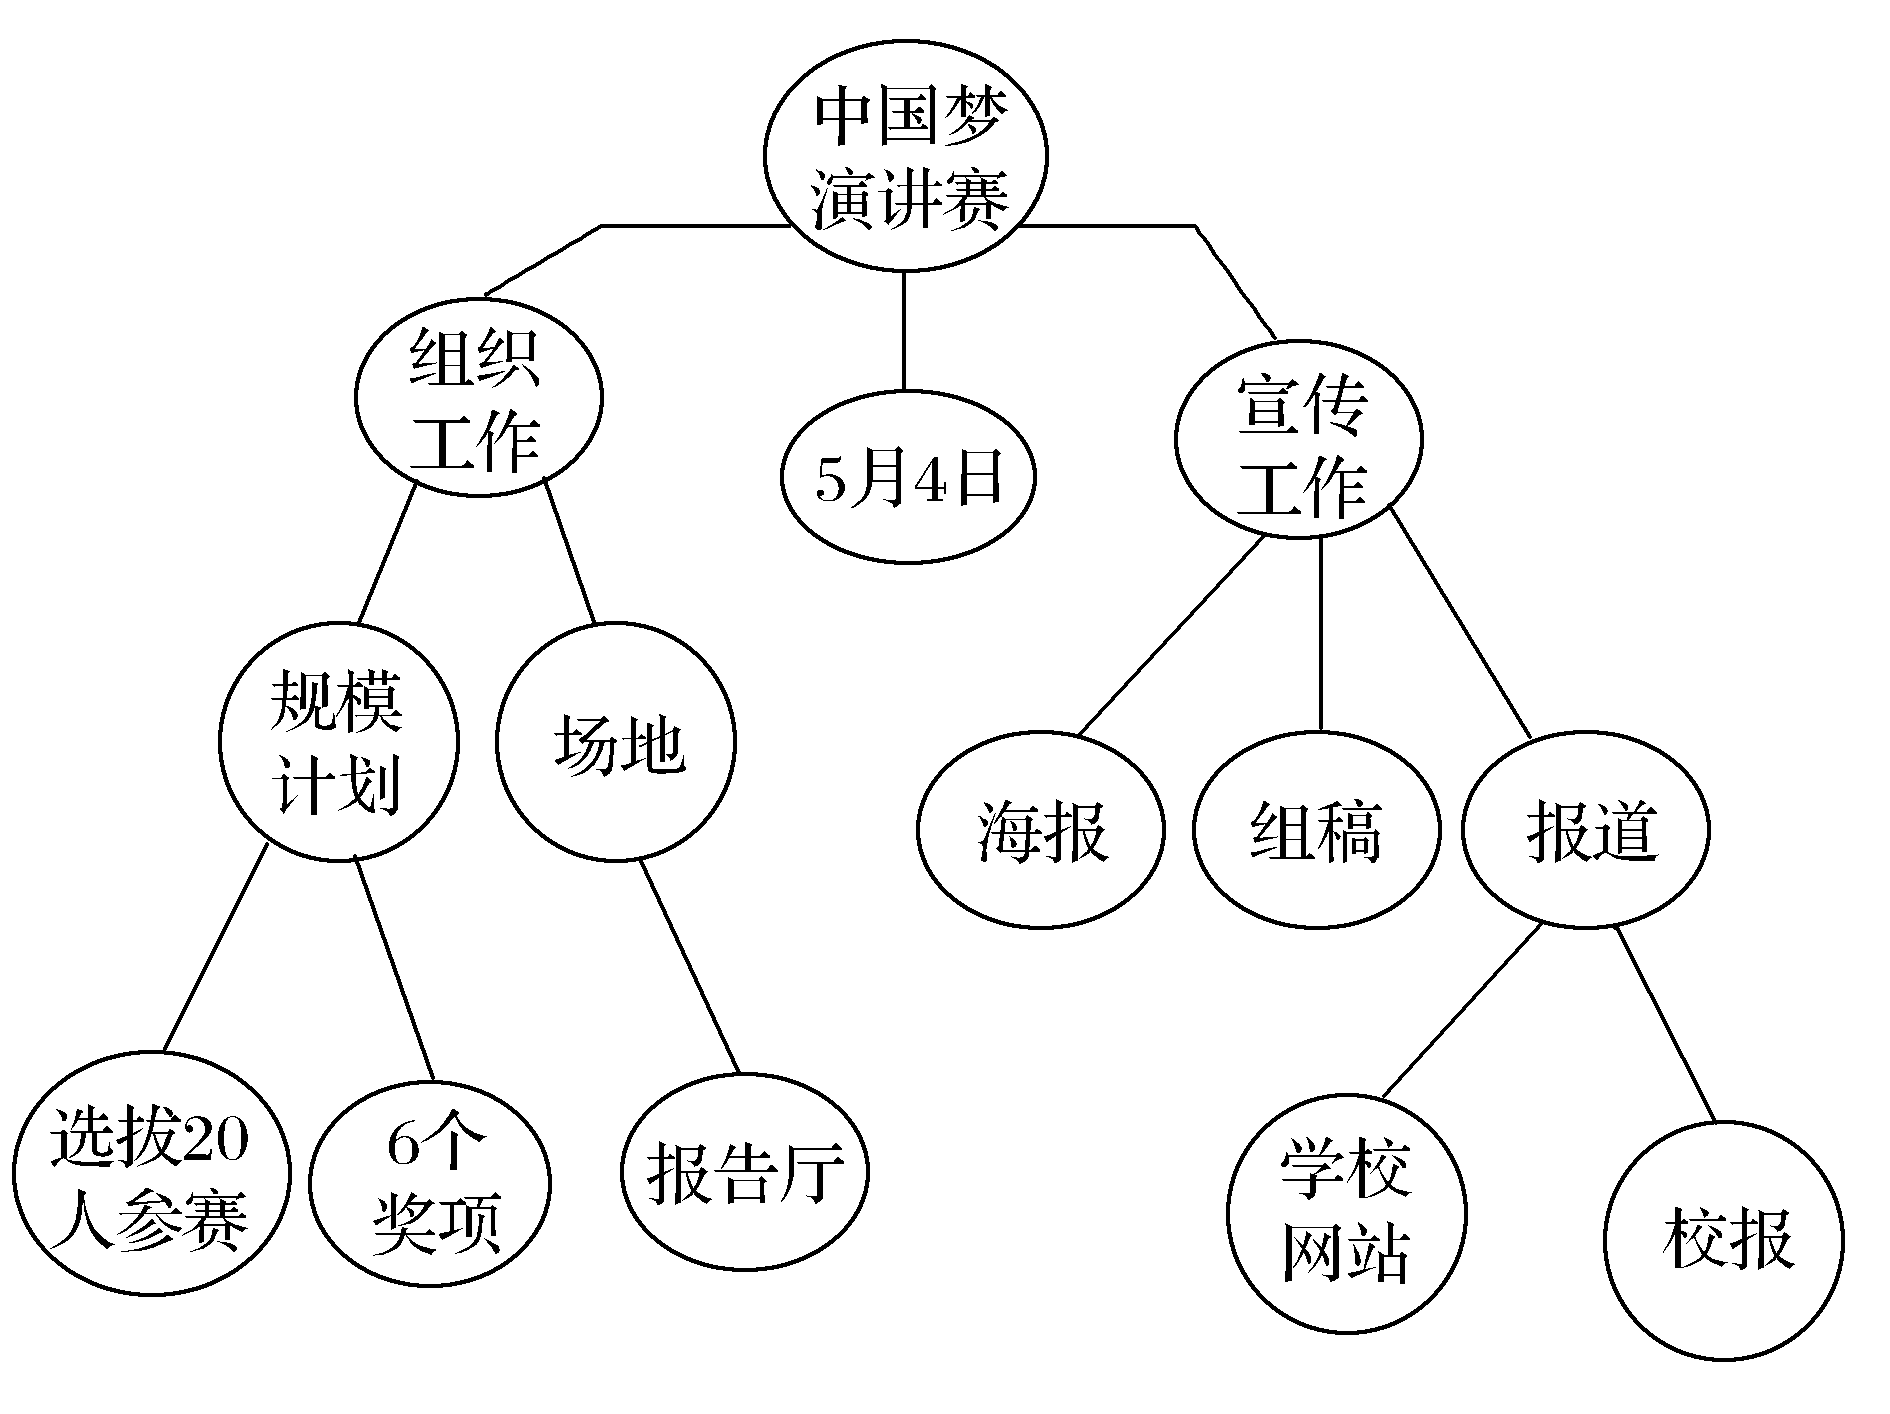 中国梦
演讲赛
组织
工作
5月4日
宣传
工作
规模
计划
场地
海报
组稿
报道
选拔20
人参赛
6个
奖项
报告厅
学校
网站
校报